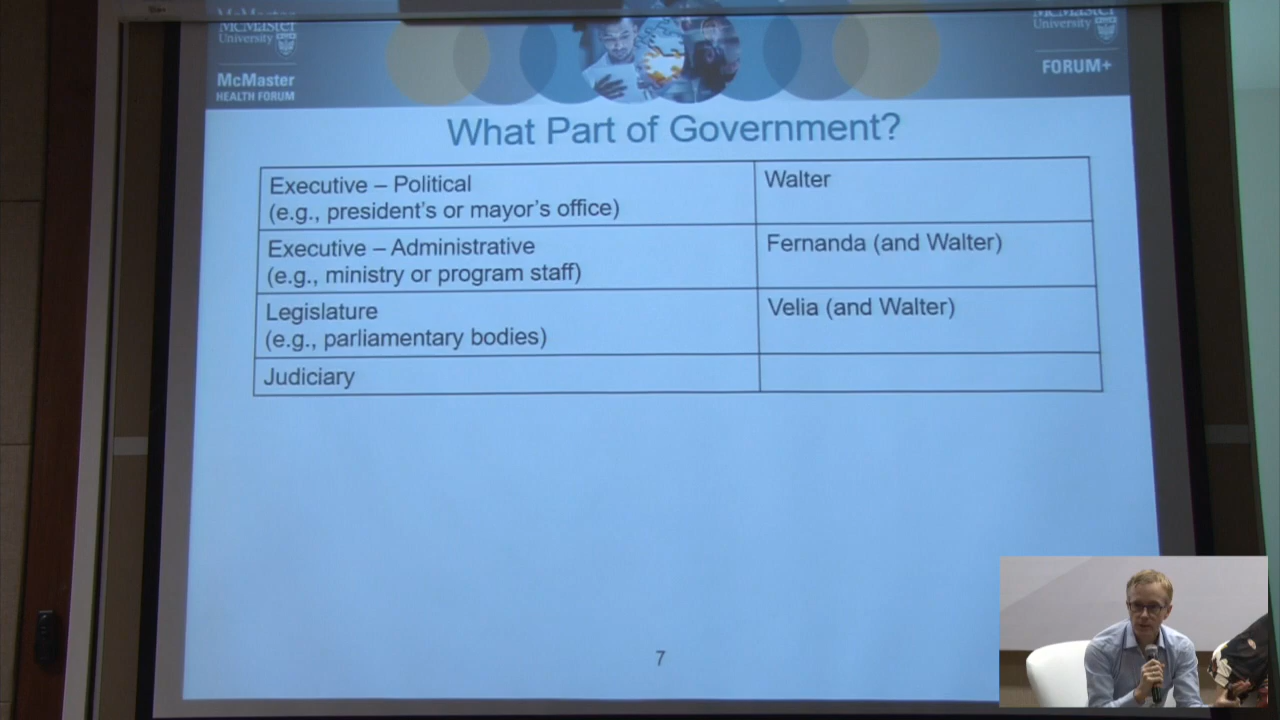 McMaster
University
McMaster
HEALTH FORUM
McMaster
University
FORUM+
What Part of Government?
Executive – Political
(e.g., president's or mayor's office)
Walter
Executive – Administrative
(e.g., ministry or program staff)
Fernanda (and Walter)
Legislature
(e.g., parliamentary bodies)
Velia (and Walter)
Judiciary
7